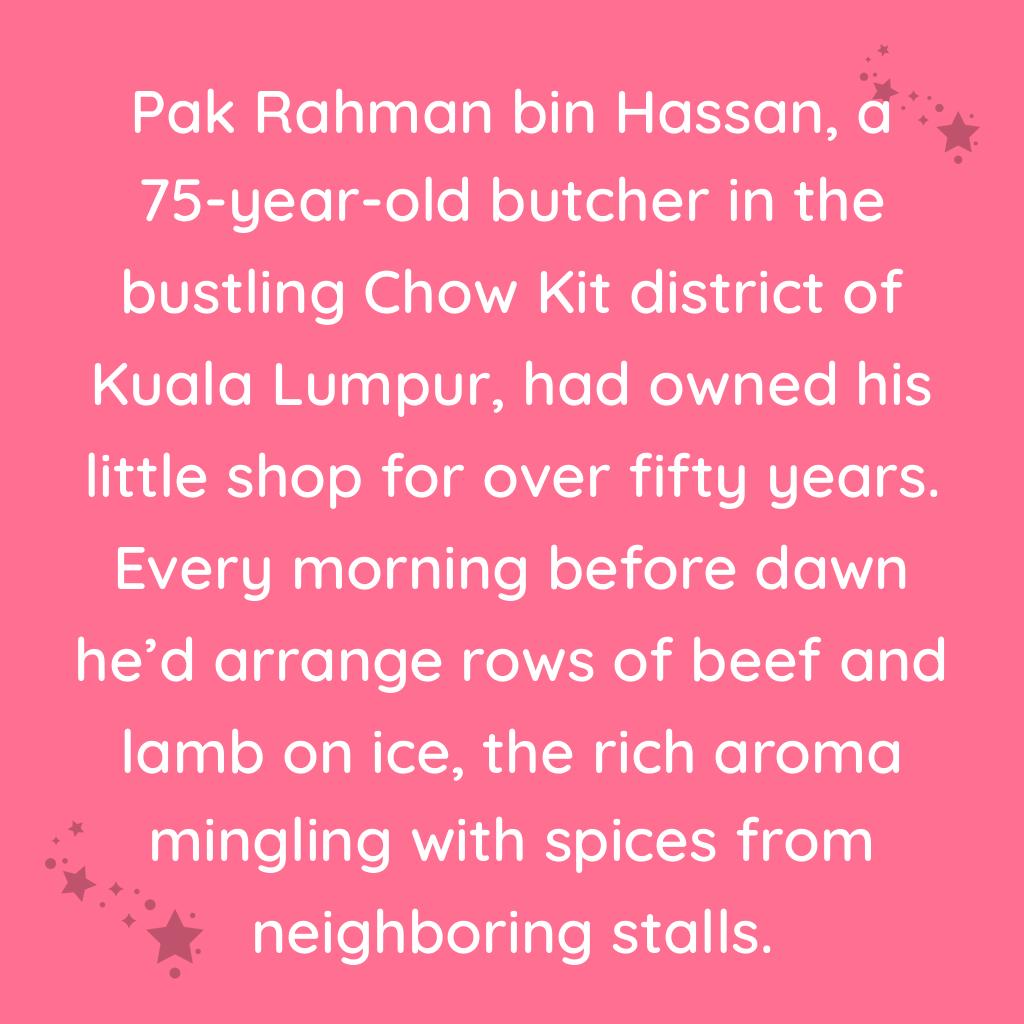 Pak Rahman bin Hassan, a
75-year-old butcher in the
bustling Chow Kit district of
Kuala Lumpur, had owned his
little shop for over fifty years.
Every morning before dawn
he’d arrange rows of beef and
lamb on ice, the rich aroma
mingling with spices from
neighboring stalls.